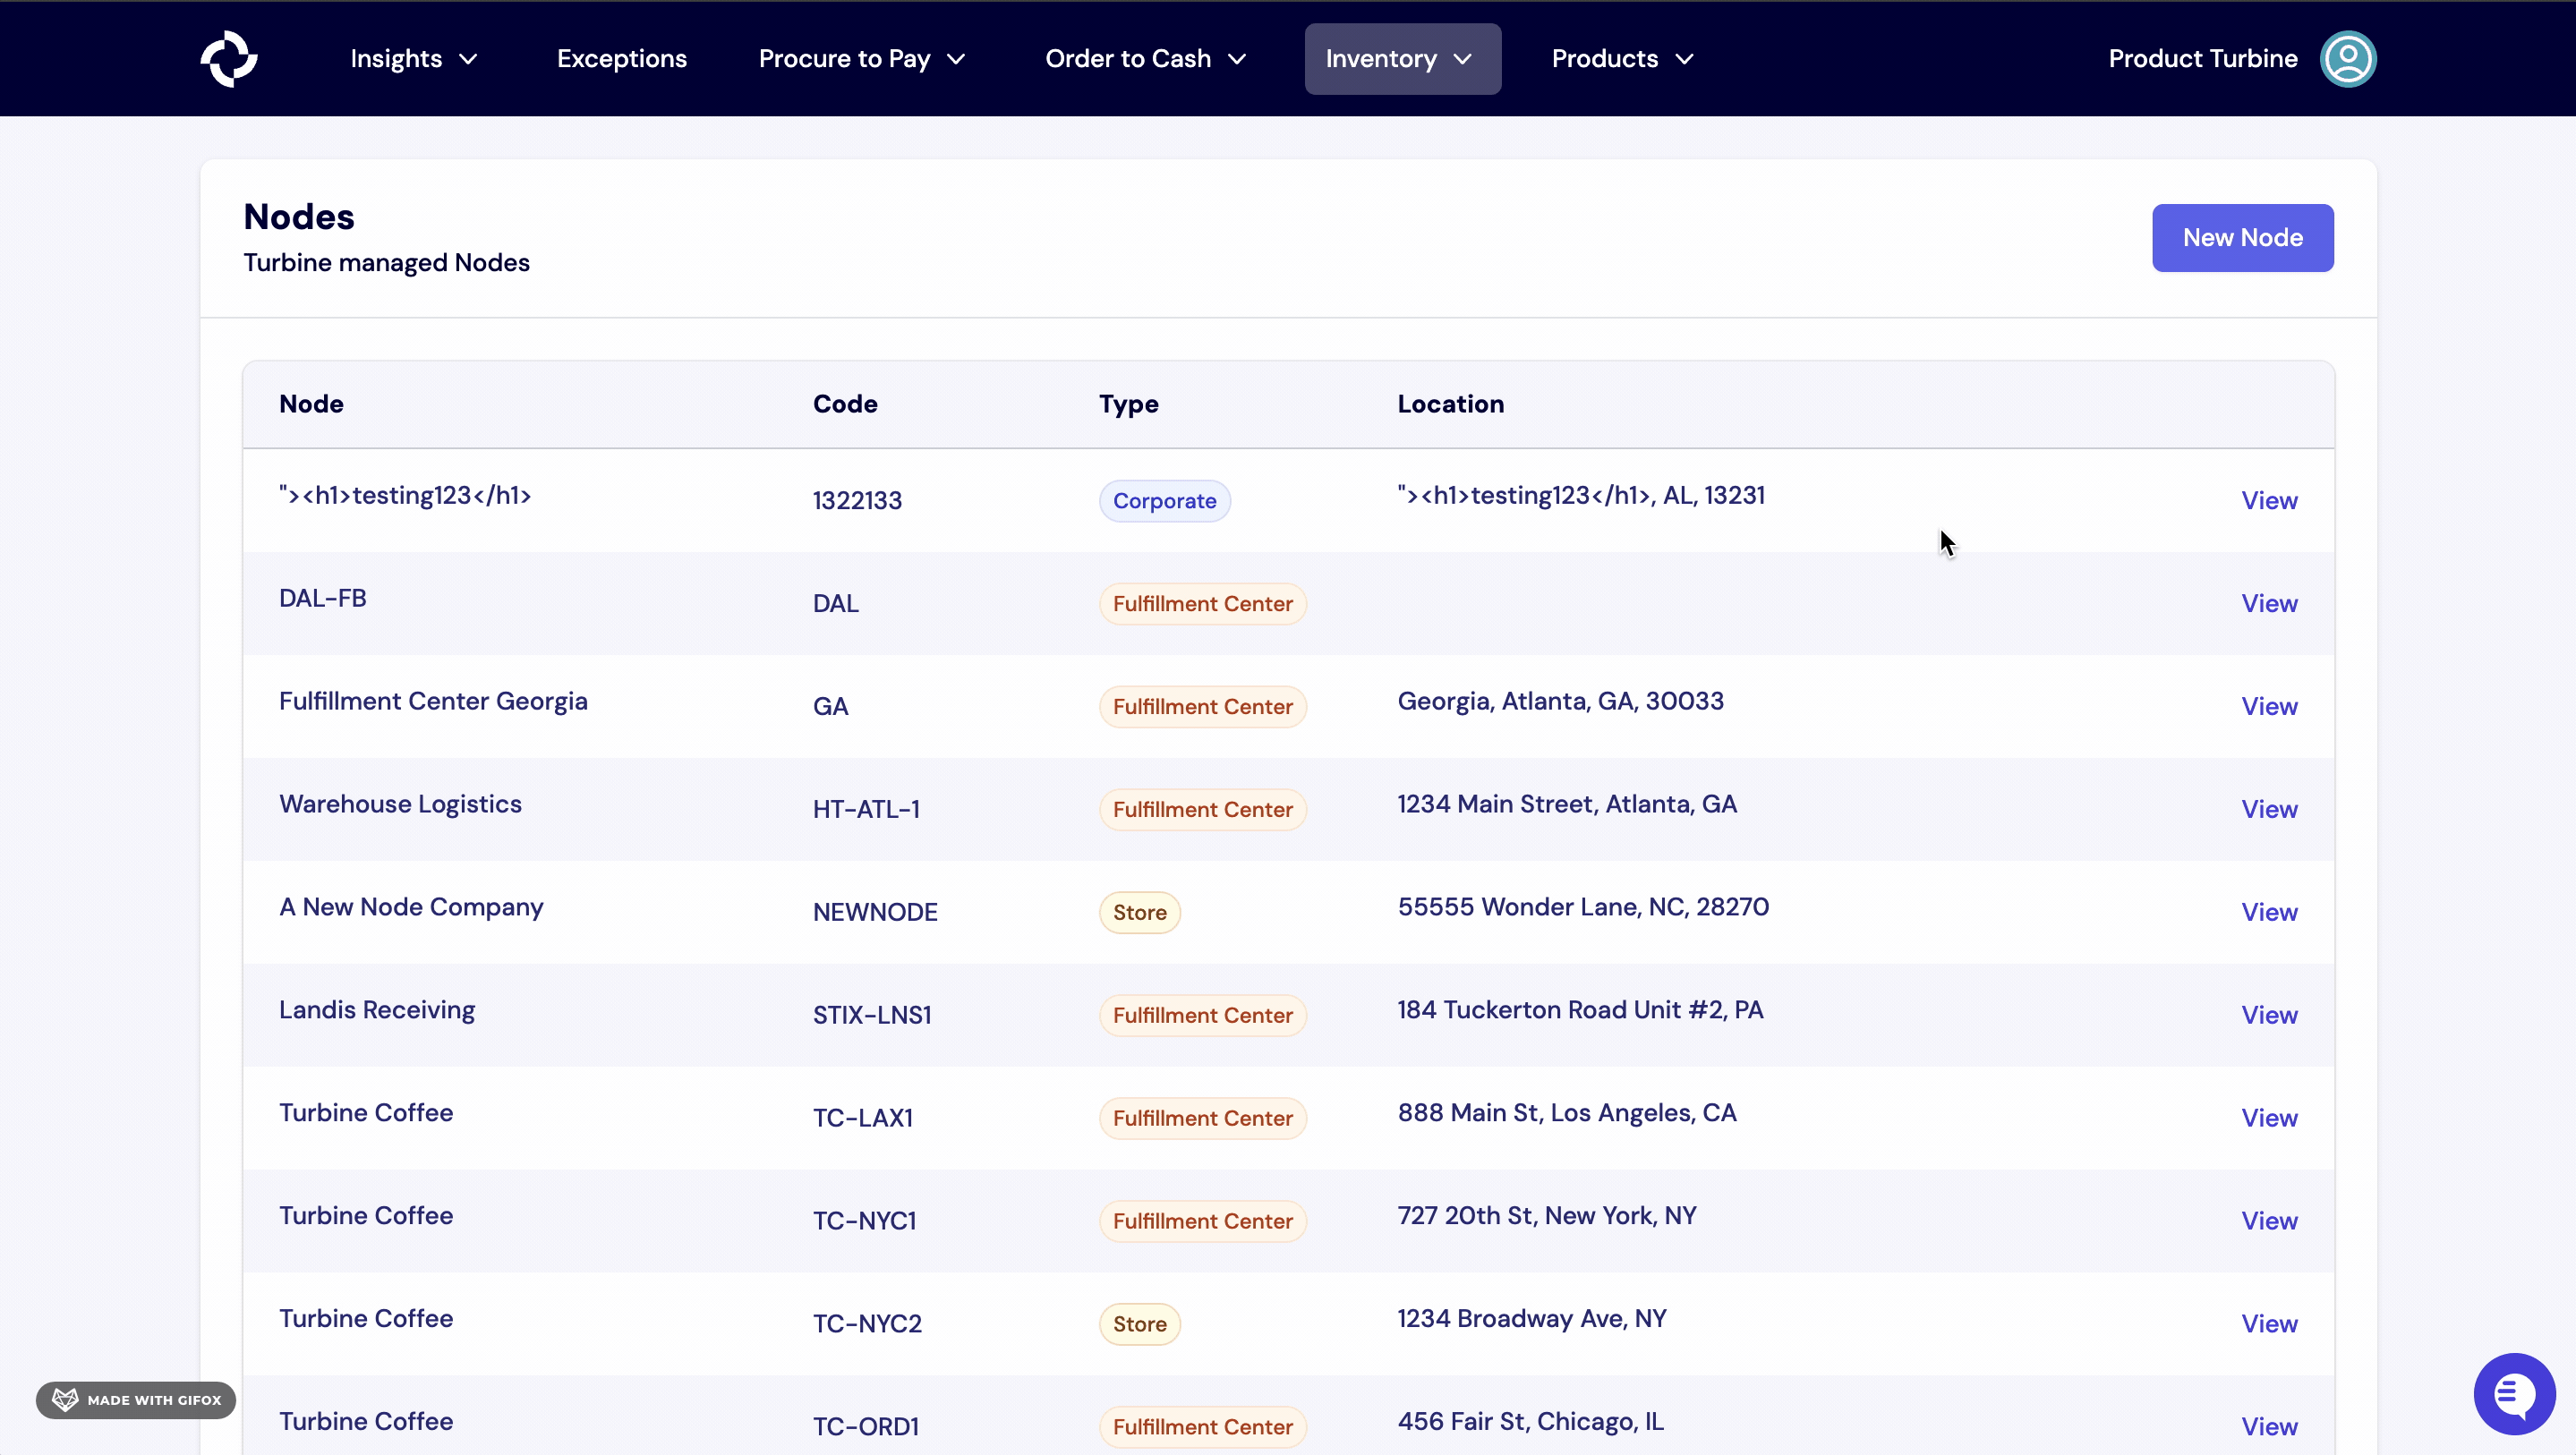 Insights Exceptions Procure to Pay Order to Cash Inventory Products Product Turbine
Nodes
Turbine managed Nodes
New Node
Node Code Type Location
"><h1>testing123</h1> 1322133 Corporate "><h1>testing123</h1>, AL, 13231 View
DAL-FB DAL Fulfillment Center View
Fulfillment Center Georgia GA Fulfillment Center Georgia, Atlanta, GA, 30033 View
Warehouse Logistics HT-ATL-1 Fulfillment Center 1234 Main Street, Atlanta, GA View
A New Node Company NEWNODE Store 55555 Wonder Lane, NC, 28270 View
Landis Receiving STIX-LNS1 Fulfillment Center 184 Tuckerton Road Unit #2, PA View
Turbine Coffee TC-LAX1 Fulfillment Center 888 Main St, Los Angeles, CA View
Turbine Coffee TC-NYC1 Fulfillment Center 727 20th St, New York, NY View
Turbine Coffee TC-NYC2 Store 1234 Broadway Ave, NY View
Turbine Coffee TC-ORD1 Fulfillment Center 456 Fair St, Chicago, IL View
MADE WITH GIFOX